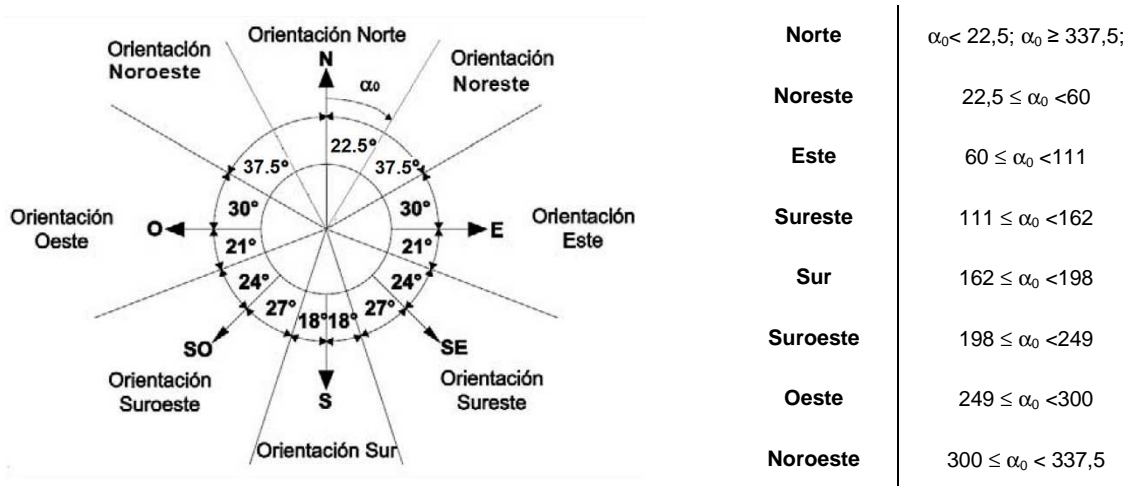 Orientación Norte
N
Orientación
Noroeste
Orientación
Noreste
α₀
22.5°
37.5°
37.5°
30°
30°
Orientación
Oeste
O
E
Orientación
Este
21°
21°
24°
24°
27°
18°
18°
27°
SO
SE
Orientación
Suroeste
S
Orientación
Sureste
Orientación Sur
Norte α₀< 22,5; α₀ ≥ 337,5;
Noreste 22,5 ≤ α₀ <60
Este 60 ≤ α₀ <111
Sureste 111 ≤ α₀ <162
Sur 162 ≤ α₀ <198
Suroeste 198 ≤ α₀ <249
Oeste 249 ≤ α₀ <300
Noroeste 300 ≤ α₀ < 337,5